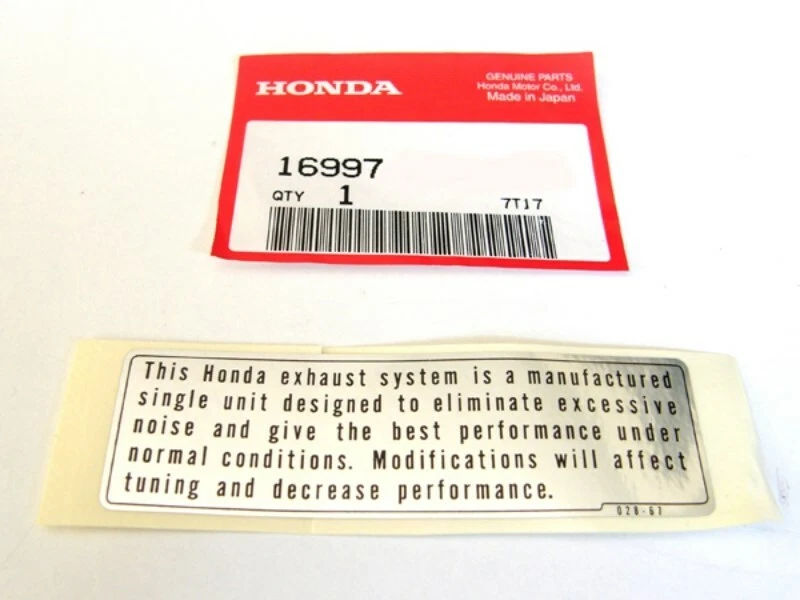 HONDA
GENUINE PARTS
Honda Motor Co., Ltd.
Made in Japan
16997
QTY 1 7T17
This Honda exhaust system is a manufactured
single unit designed to eliminate excessive
noise and give the best performance under
normal conditions. Modifications will affect
tuning and decrease performance.
028-67